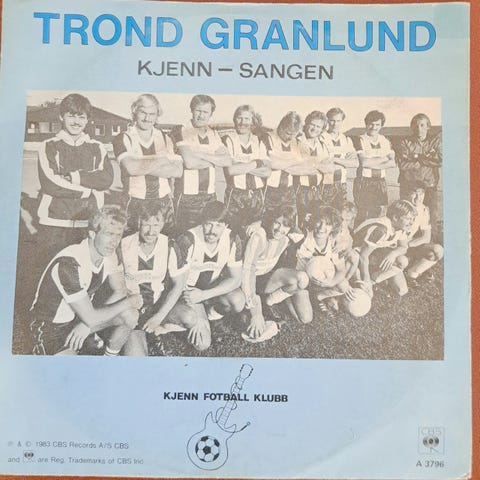 TROND GRANLUND
KJENN – SANGEN
KJENN FOTBALL KLUBB
℗ & © 1983 CBS Records A/S CBS
and CBS are Reg. Trademarks of CBS Inc
CBS
A 3796